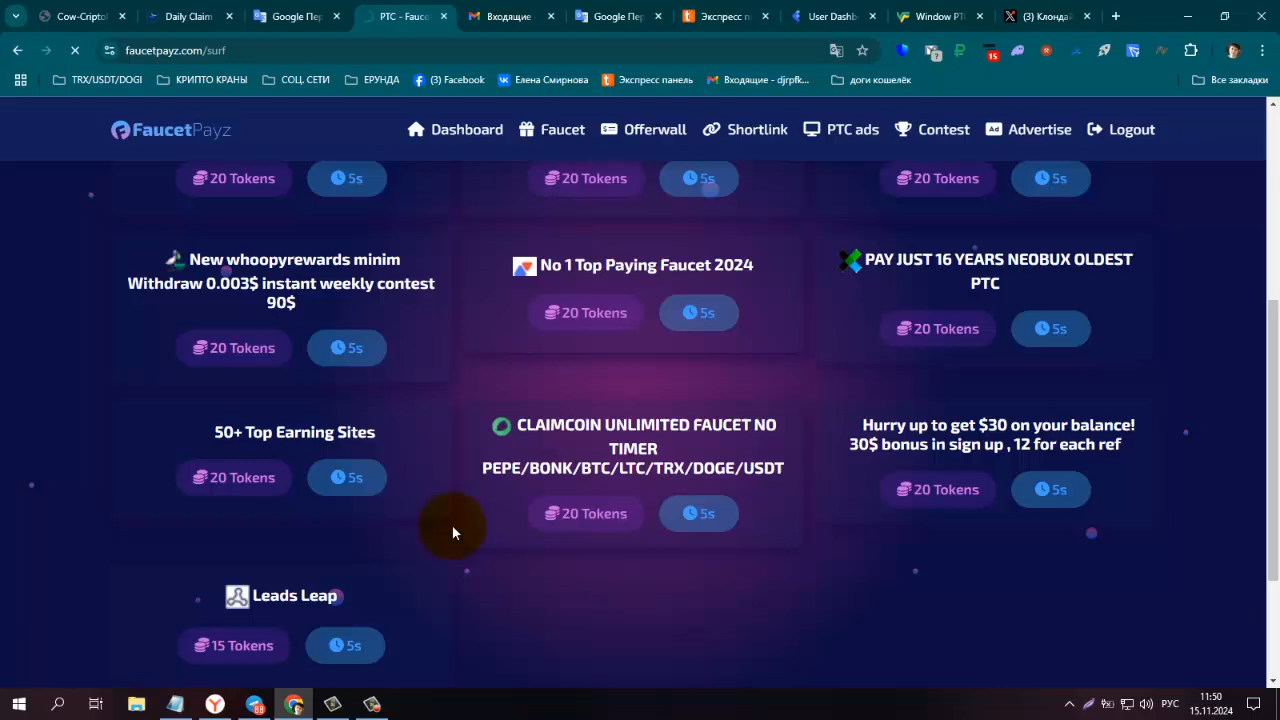 Cow-Criptol
Daily Claim
Google Пер
PTC - Fauce
Входящие
Google Пер
Экспресс п
User Dashb
Window PT
(3) Клондай
faucetpayz.com/surf
15
TRX/USDT/DOGI
КРИПТО КРАНЫ
СОЦ. СЕТИ
ЕРУНДА
(3) Facebook
Елена Смирнова
Экспресс панель
Входящие - djrpfk...
доги кошелёк
Все закладки
FaucetPayz
Dashboard
Faucet
Offerwall
Shortlink
PTC ads
Contest
Advertise
Logout
20 Tokens
5s
20 Tokens
5s
20 Tokens
5s
New whoopyrewards minim
Withdraw 0.003$ instant weekly contest
90$
20 Tokens
5s
No 1 Top Paying Faucet 2024
20 Tokens
5s
PAY JUST 16 YEARS NEOBUX OLDEST
PTC
20 Tokens
5s
50+ Top Earning Sites
20 Tokens
5s
CLAIMCOIN UNLIMITED FAUCET NO
TIMER
PEPE/BONK/BTC/LTC/TRX/DOGE/USDT
20 Tokens
5s
Hurry up to get $30 on your balance!
30$ bonus in sign up , 12 for each ref
20 Tokens
5s
Leads Leap
15 Tokens
5s
РУС
11:50
15.11.2024